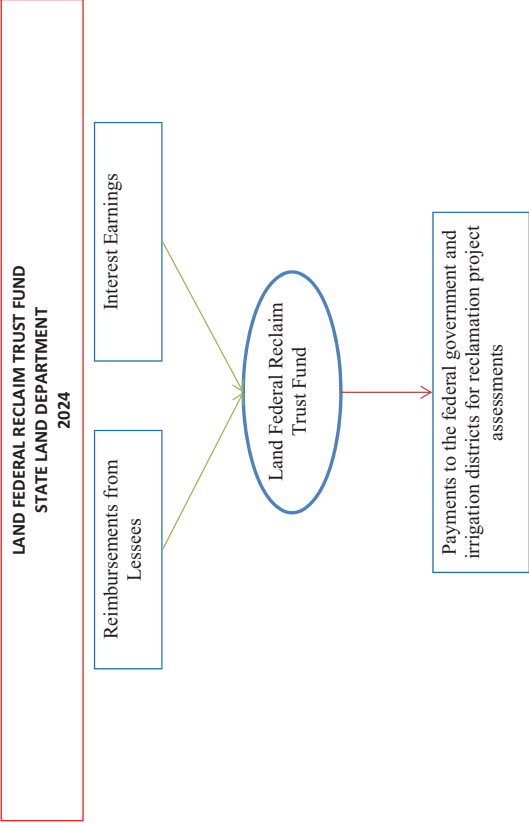 LAND FEDERAL RECLAIM TRUST FUND
STATE LAND DEPARTMENT
2024
Reimbursements from
Lessees
Interest Earnings
Land Federal Reclaim
Trust Fund
Payments to the federal government and
irrigation districts for reclamation project
assessments